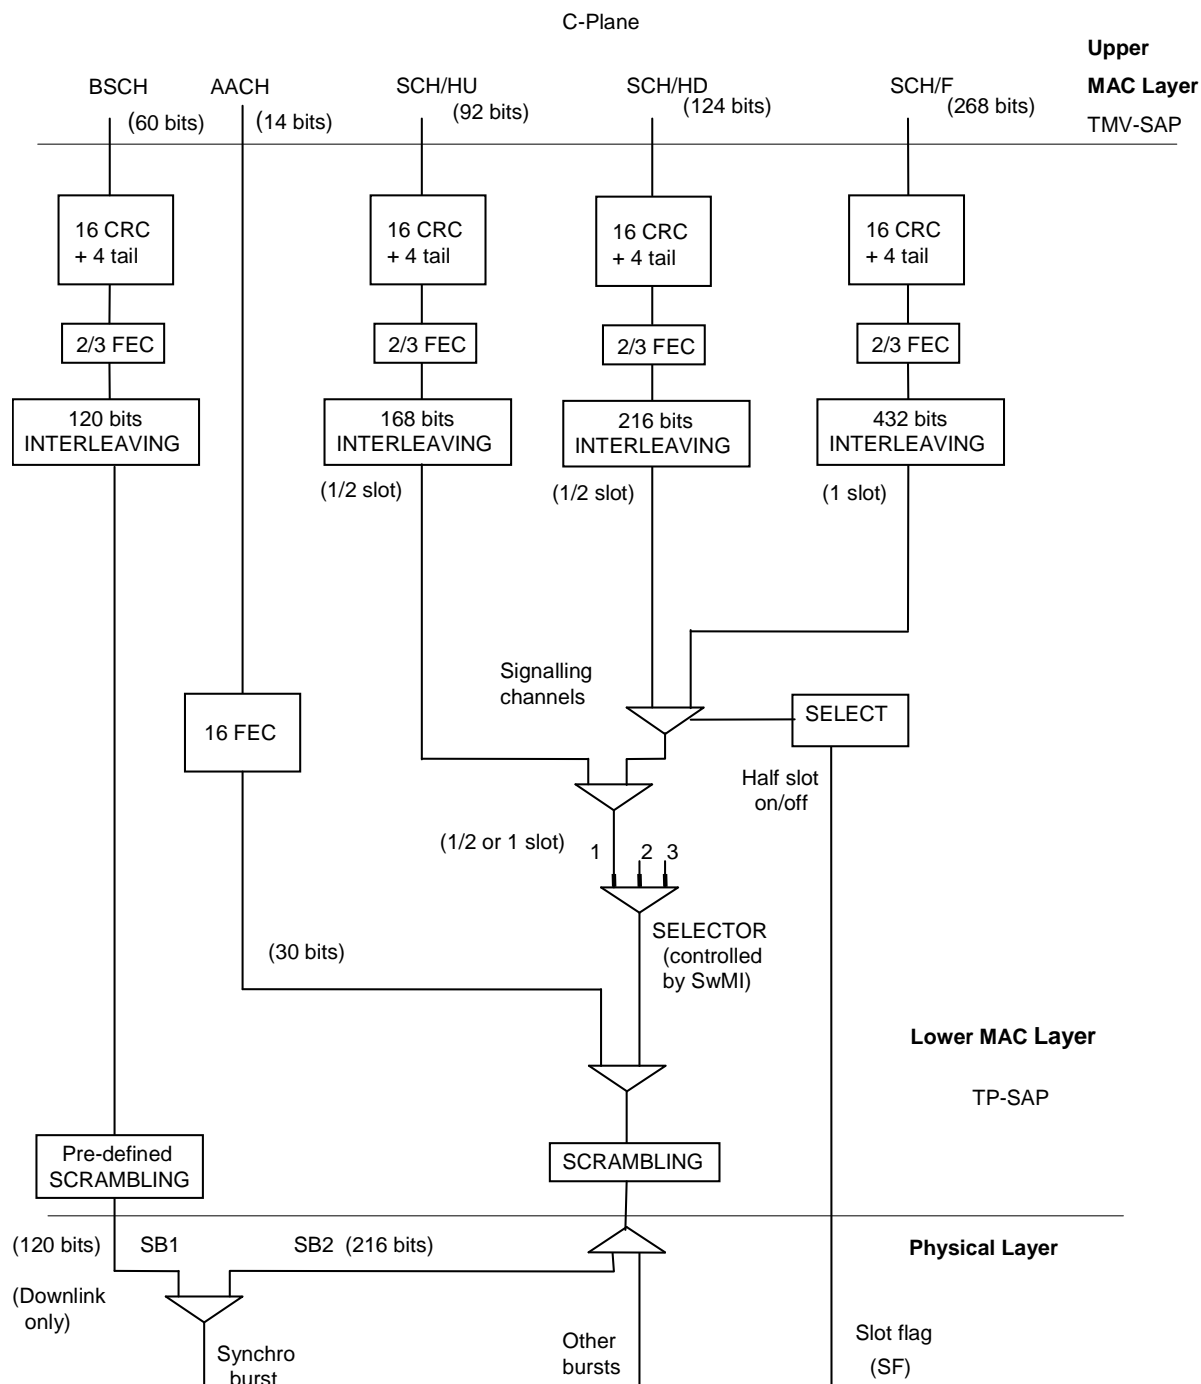 C-Plane
Upper
MAC Layer
TMV-SAP
BSCH
(60 bits)
AACH
(14 bits)
SCH/HU
(92 bits)
SCH/HD
(124 bits)
SCH/F
(268 bits)
16 CRC
+ 4 tail
16 CRC
+ 4 tail
16 CRC
+ 4 tail
16 CRC
+ 4 tail
2/3 FEC
2/3 FEC
2/3 FEC
2/3 FEC
120 bits
INTERLEAVING
168 bits
INTERLEAVING
216 bits
INTERLEAVING
432 bits
INTERLEAVING
(1/2 slot)
(1/2 slot)
(1 slot)
Signalling
channels
16 FEC
SELECT
Half slot
on/off
(1/2 or 1 slot)
1
2
3
SELECTOR
(controlled
by SwMI)
(30 bits)
Lower MAC Layer
TP-SAP
Pre-defined
SCRAMBLING
SCRAMBLING
(120 bits)
SB1
SB2 (216 bits)
Physical Layer
(Downlink
only)
Synchro
burst
Other
bursts
Slot flag
(SF)